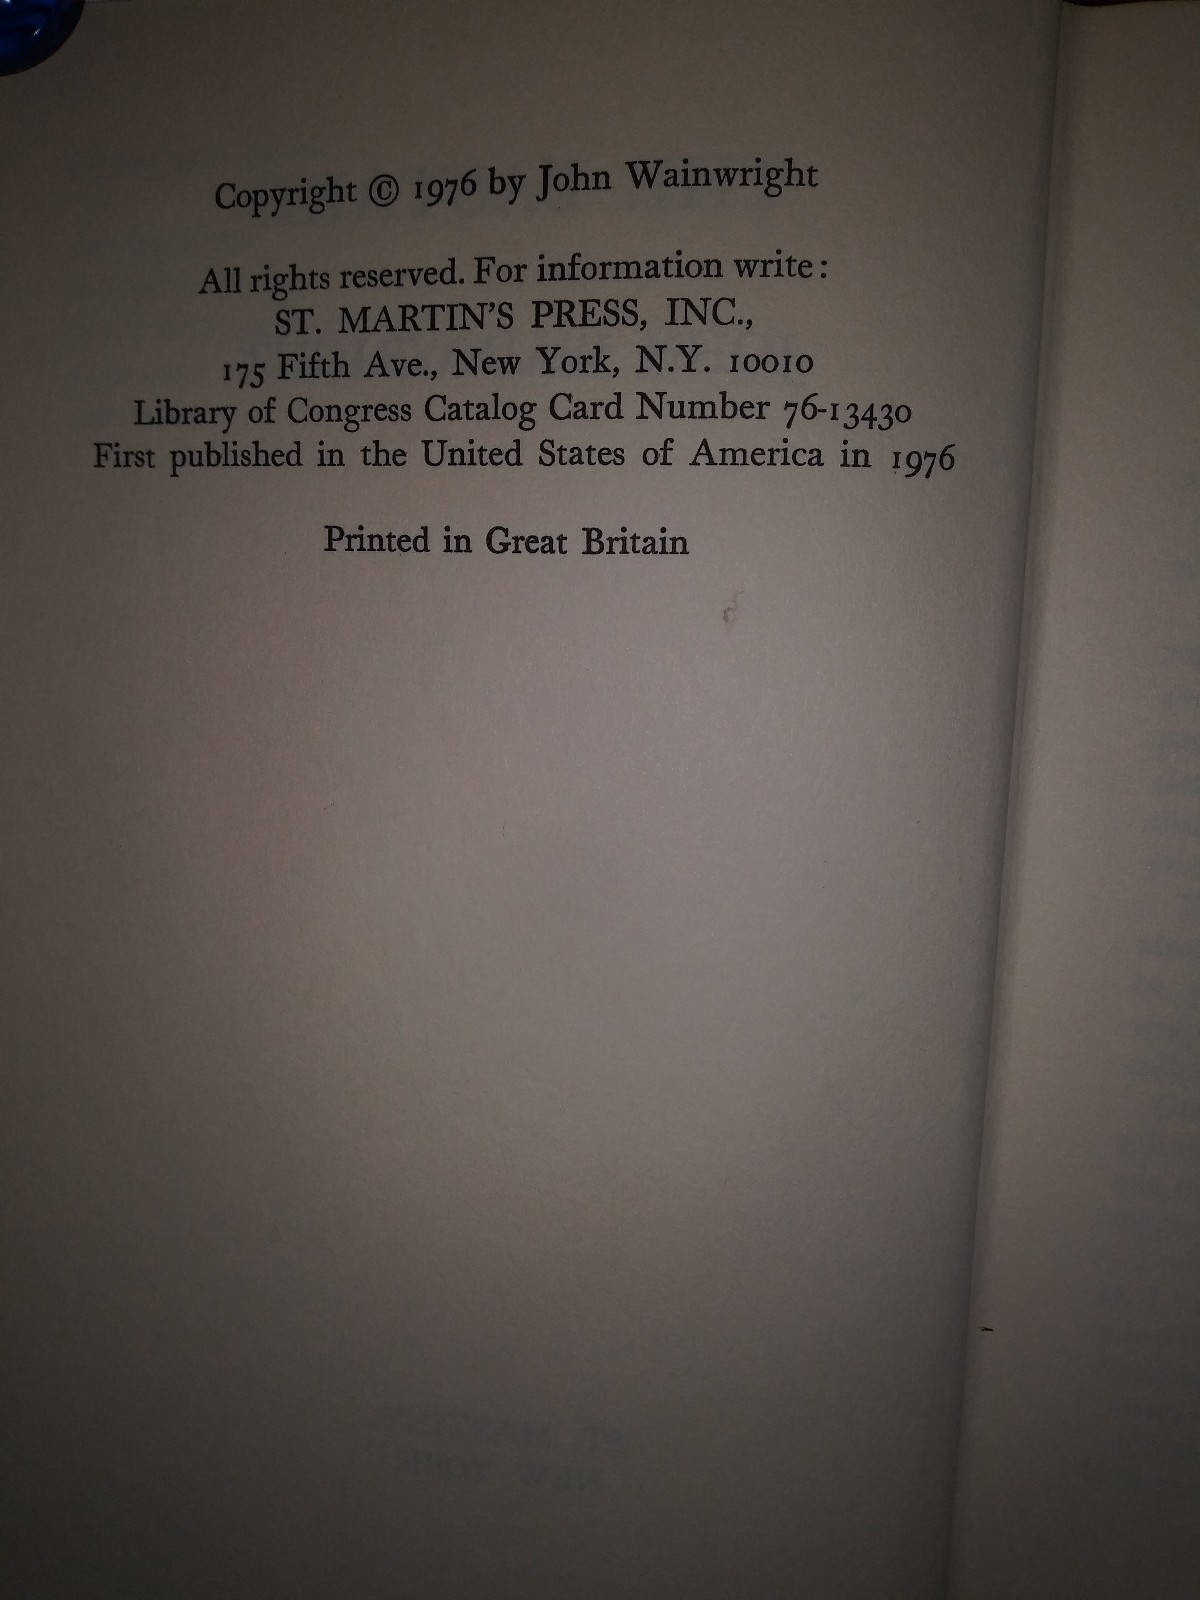 Copyright © 1976 by John Wainwright
All rights reserved. For information write:
ST. MARTIN'S PRESS, INC.,
175 Fifth Ave., New York, N.Y. 10010
Library of Congress Catalog Card Number 76-13430
First published in the United States of America in 1976
Printed in Great Britain